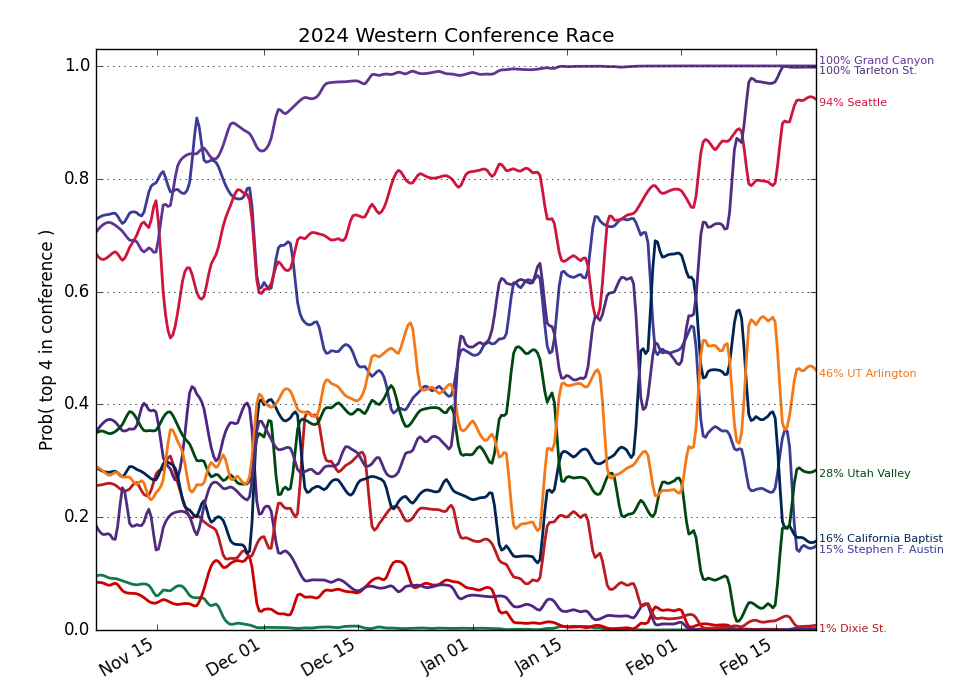 2024 Western Conference Race
Prob( top 4 in conference )
1.0
0.8
0.6
0.4
0.2
0.0
Nov 15
Dec 01
Dec 15
Jan 01
Jan 15
Feb 01
Feb 15
100% Grand Canyon
100% Tarleton St.
94% Seattle
46% UT Arlington
28% Utah Valley
16% California Baptist
15% Stephen F. Austin
1% Dixie St.